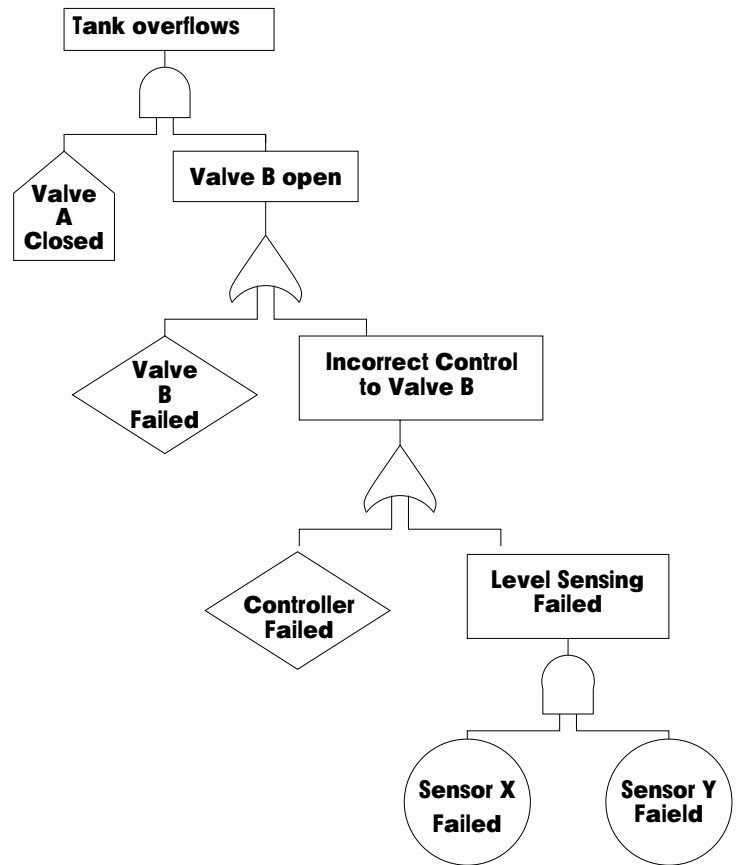 Tank overflows
Valve B open
Valve
A
Closed
Valve
B
Failed
Incorrect Control
to Valve B
Controller
Failed
Level Sensing
Failed
Sensor X
Failed
Sensor Y
Faield